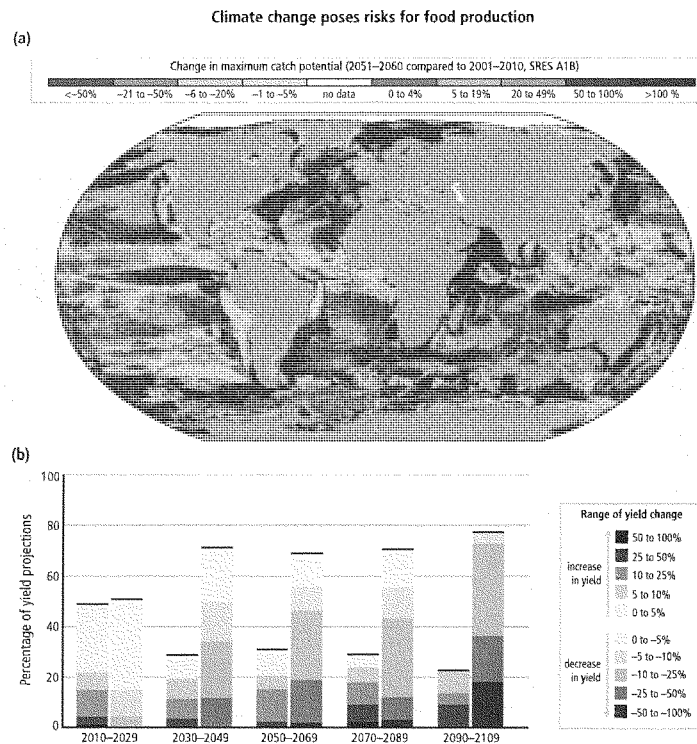 Climate change poses risks for food production
(a)
Change in maximum catch potential (2051–2060 compared to 2001–2010, SRES A1B)
<–50% –21 to –50% –6 to –20% –1 to –5% no data 0 to 4% 5 to 19% 20 to 49% 50 to 100% >100 %
(b)
100
80
60
40
20
0
Percentage of yield projections
2010–2029 2030–2049 2050–2069 2070–2089 2090–2109
Range of yield change
increase
in yield
50 to 100%
25 to 50%
10 to 25%
5 to 10%
0 to 5%
decrease
in yield
0 to –5%
–5 to –10%
–10 to –25%
–25 to –50%
–50 to –100%